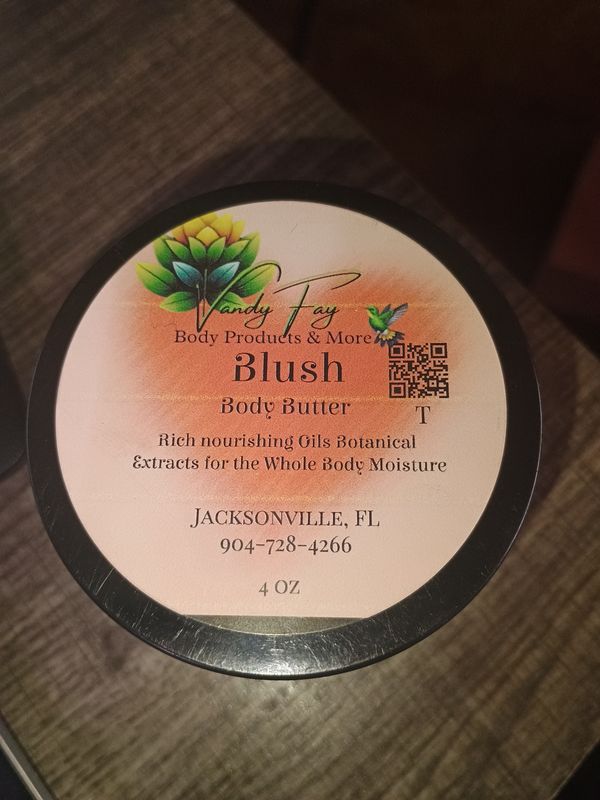 Vandy Fay
Body Products & More
Blush
Body Butter
T
Rich nourishing Oils Botanical
Extracts for the Whole Body Moisture
JACKSONVILLE, FL
904-728-4266
4 OZ